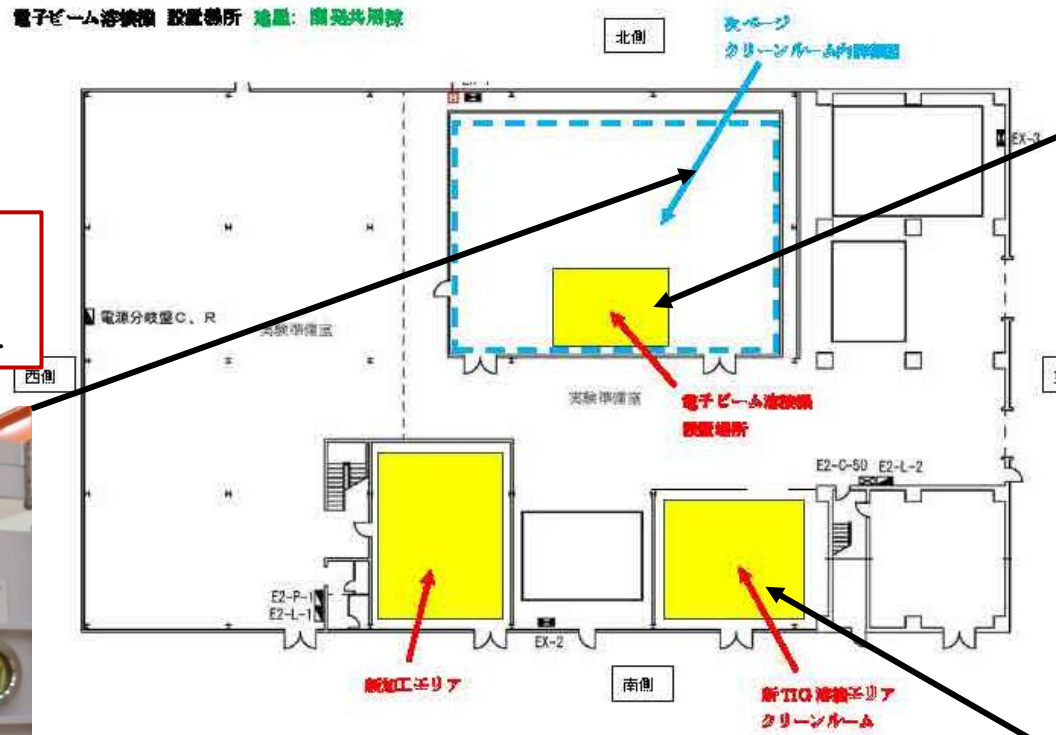 電子ビーム溶接機 設置場所 建屋: 開発共用棟
北側
次ページ
クリーンルーム内詳細図
EX-3
電源分岐盤C、R
実験準備室
西側
実験準備室
電子ビーム溶接機
設置場所
E2-C-50 E2-L-2
E2-P-1
E2-L-1
EX-2
新加工エリア
南側
新TIG溶接エリア
クリーンルーム